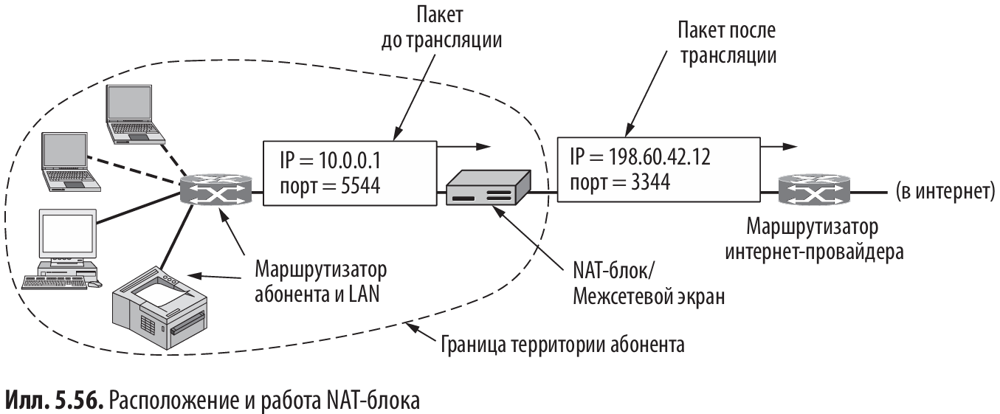 Пакет
до трансляции
Пакет после
трансляции
IP = 10.0.0.1
порт = 5544
IP = 198.60.42.12
порт = 3344
(в интернет)
Маршрутизатор
интернет-провайдера
Маршрутизатор
абонента и LAN
NAT-блок/
Межсетевой экран
Граница территории абонента
Илл. 5.56. Расположение и работа NAT-блока